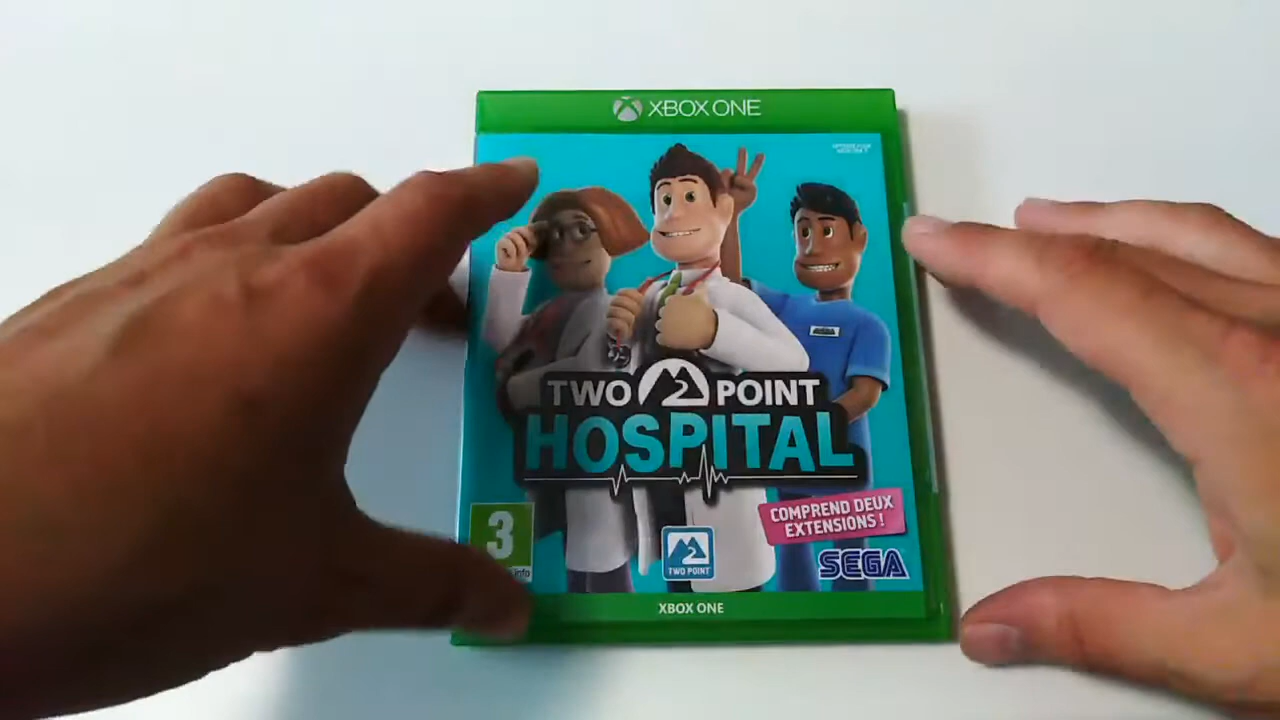 XBOX ONE
TWO POINT
HOSPITAL
COMPREND DEUX
EXTENSIONS !
3
TWO POINT
SEGA
XBOX ONE